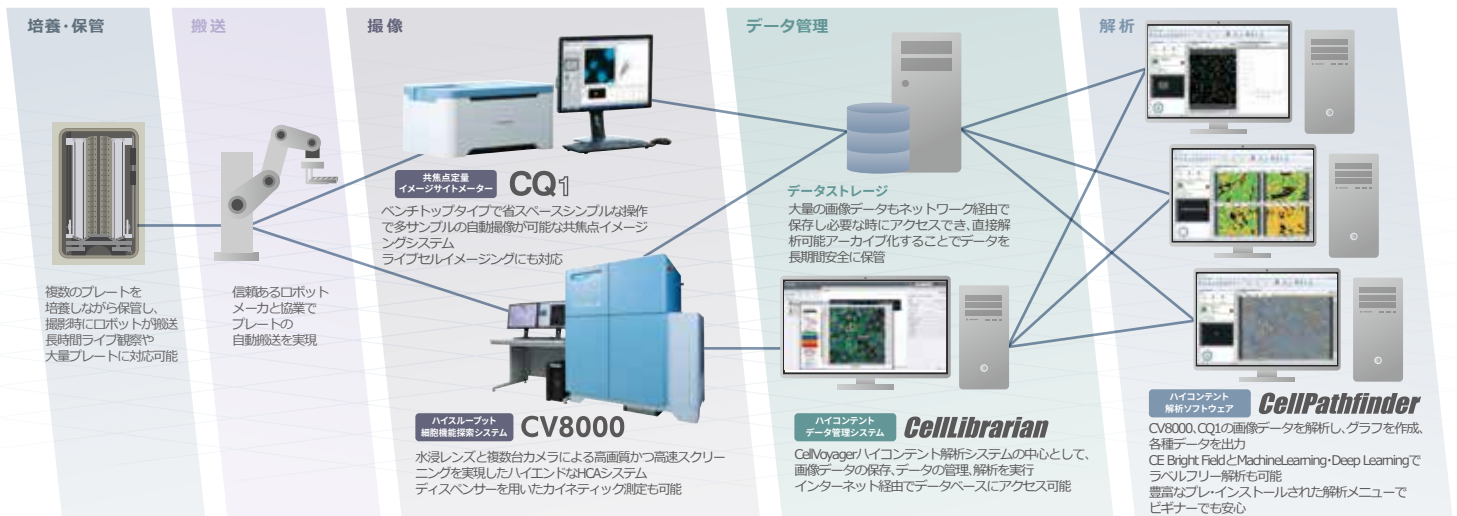 培養・保管
複数のプレートを
培養しながら保管し、
撮影時にロボットが搬送
長時間ライブ観察や
大量プレートに対応可能
搬送
信頼あるロボット
メーカと協業で
プレートの
自動搬送を実現
撮像
共焦点定量
イメージサイトメーター
CQ1
ベンチトップタイプで省スペースシンプルな操作
で多サンプルの自動撮像が可能な共焦点イメージ
ングシステム
ライブセルイメージングにも対応
ハイスループット
細胞機能探索システム
CV8000
水浸レンズと複数台カメラによる高画質かつ高速スクリー
ニングを実現したハイエンドなHCAシステム
ディスペンサーを用いたカイネティック測定も可能
データ管理
データストレージ
大量の画像データもネットワーク経由で
保存し必要な時にアクセスでき、直接解
析可能アーカイブ化することでデータを
長期間安全に保管
ハイコンテント
データ管理システム
CellLibrarian
CellVoyagerハイコンテント解析システムの中心として、
画像データの保存、データの管理、解析を実行
インターネット経由でデータベースにアクセス可能
解析
ハイコンテント
解析ソフトウェア
CellPathfinder
CV8000、CQ1の画像データを解析し、グラフを作成、
各種データを出力
CE Bright FieldとMachineLearning・Deep Learningで
ラベルフリー解析も可能
豊富なプレ・インストールされた解析メニューで
ビギナーでも安心